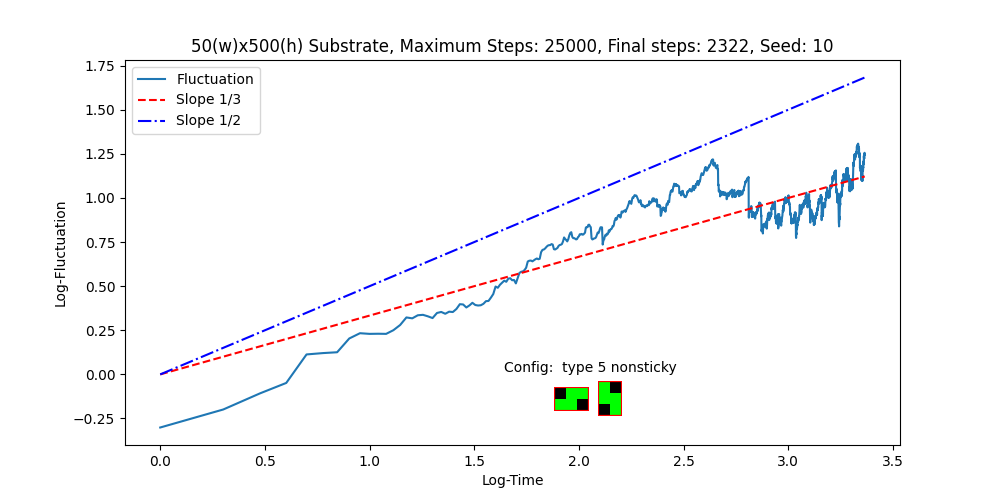 50(w)x500(h) Substrate, Maximum Steps: 25000, Final steps: 2322, Seed: 10
1.75
1.50
1.25
1.00
0.75
0.50
0.25
0.00
−0.25
Log-Fluctuation
Fluctuation
Slope 1/3
Slope 1/2
Config:  type 5 nonsticky
0.0 0.5 1.0 1.5 2.0 2.5 3.0 3.5
Log-Time